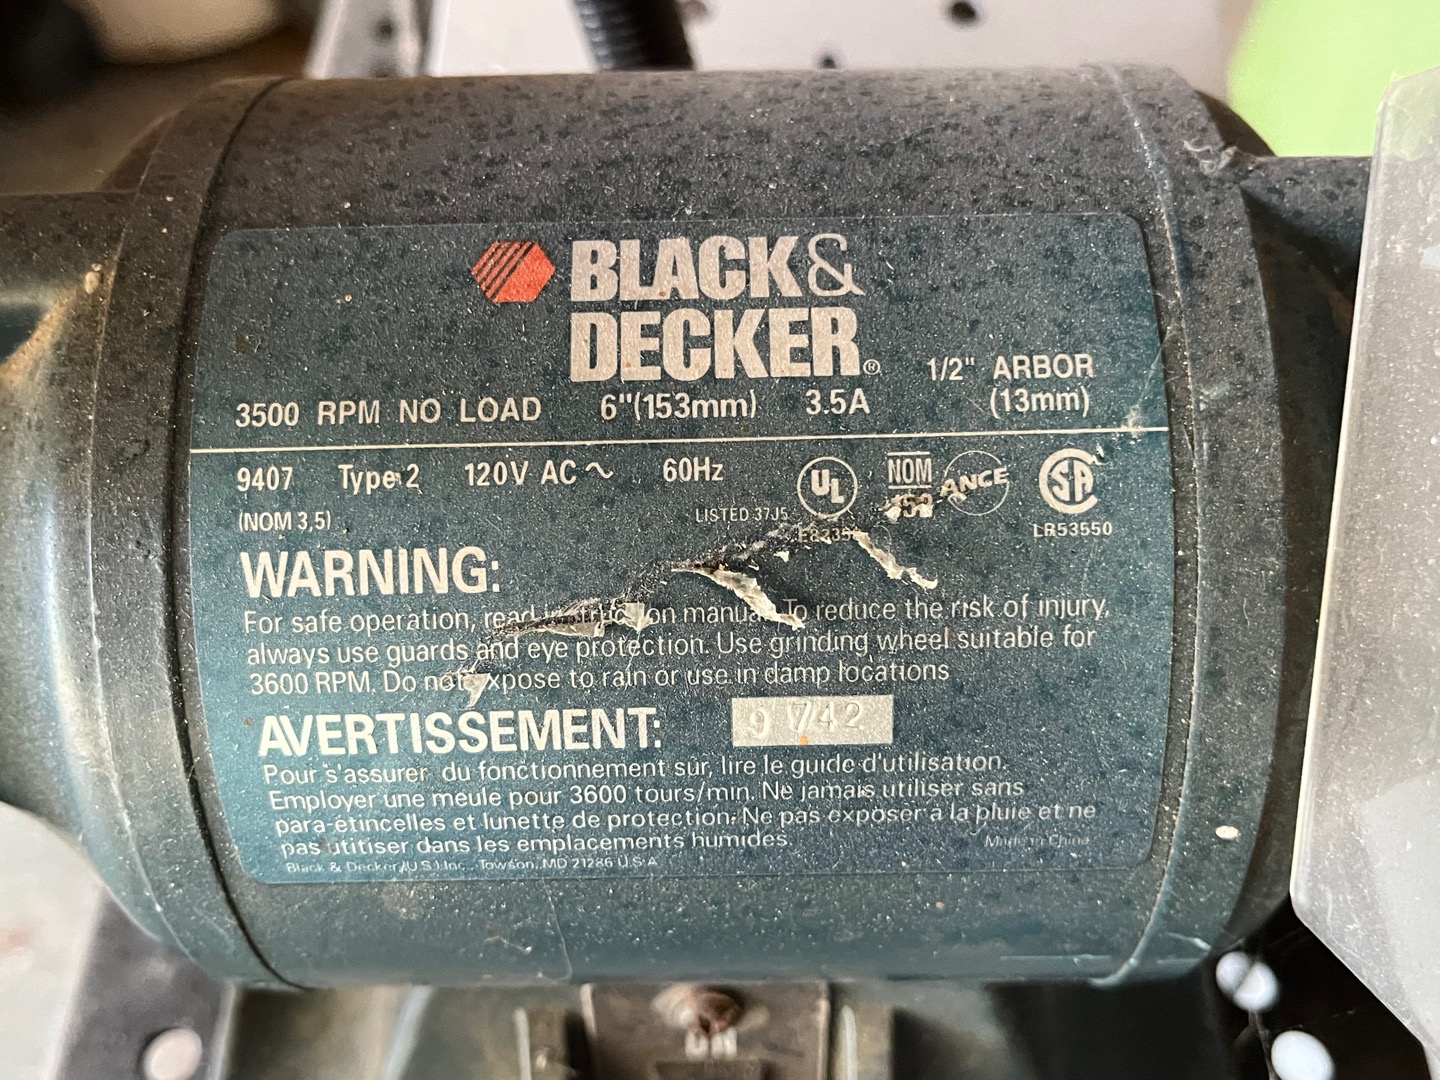 BLACK&
DECKER®
3500 RPM NO LOAD 6"(153mm) 3.5A 1/2" ARBOR
(13mm)
9407 Type 2 120V AC ~ 60Hz UL NOM ANCE SA
(NOM 3,5) LISTED 37J5 LR53550
WARNING:
For safe operation, read instruction manual. To reduce the risk of injury,
always use guards and eye protection. Use grinding wheel suitable for
3600 RPM. Do not expose to rain or use in damp locations
AVERTISSEMENT: 9 742
Pour s'assurer du fonctionnement sûr, lire le guide d'utilisation.
Employer une meule pour 3600 tours/min. Ne jamais utiliser sans
para-étincelles et lunette de protection. Ne pas exposer à la pluie et ne
pas utitiser dans les emplacements humides. Made in China
Black & Decker (U.S.) Inc., Towson, MD 21286 U.S.A.
ON